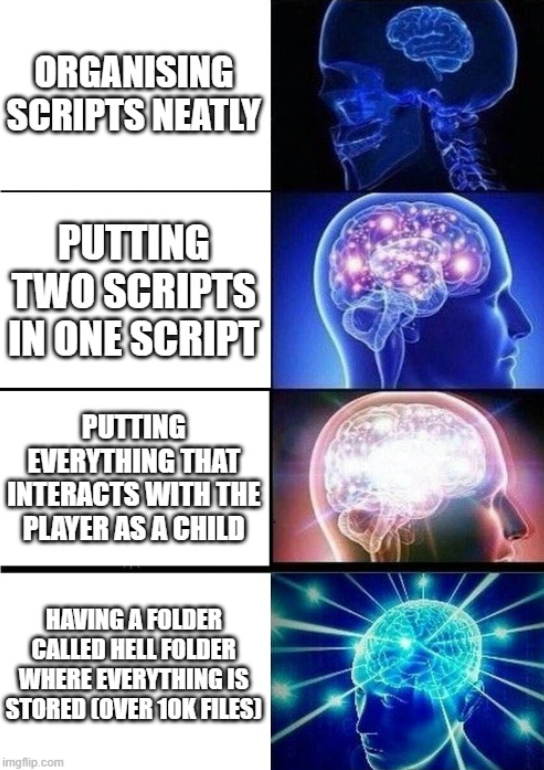 ORGANISING
SCRIPTS NEATLY
PUTTING
TWO SCRIPTS
IN ONE SCRIPT
PUTTING
EVERYTHING THAT
INTERACTS WITH THE
PLAYER AS A CHILD
HAVING A FOLDER
CALLED HELL FOLDER
WHERE EVERYTHING IS
STORED (OVER 10K FILES)
imgflip.com